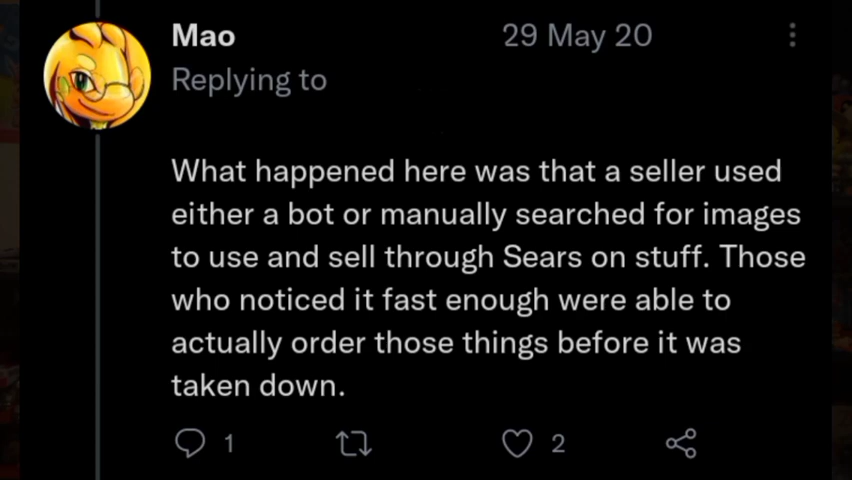 Mao 29 May 20
Replying to
What happened here was that a seller used
either a bot or manually searched for images
to use and sell through Sears on stuff. Those
who noticed it fast enough were able to
actually order those things before it was
taken down.
1 2